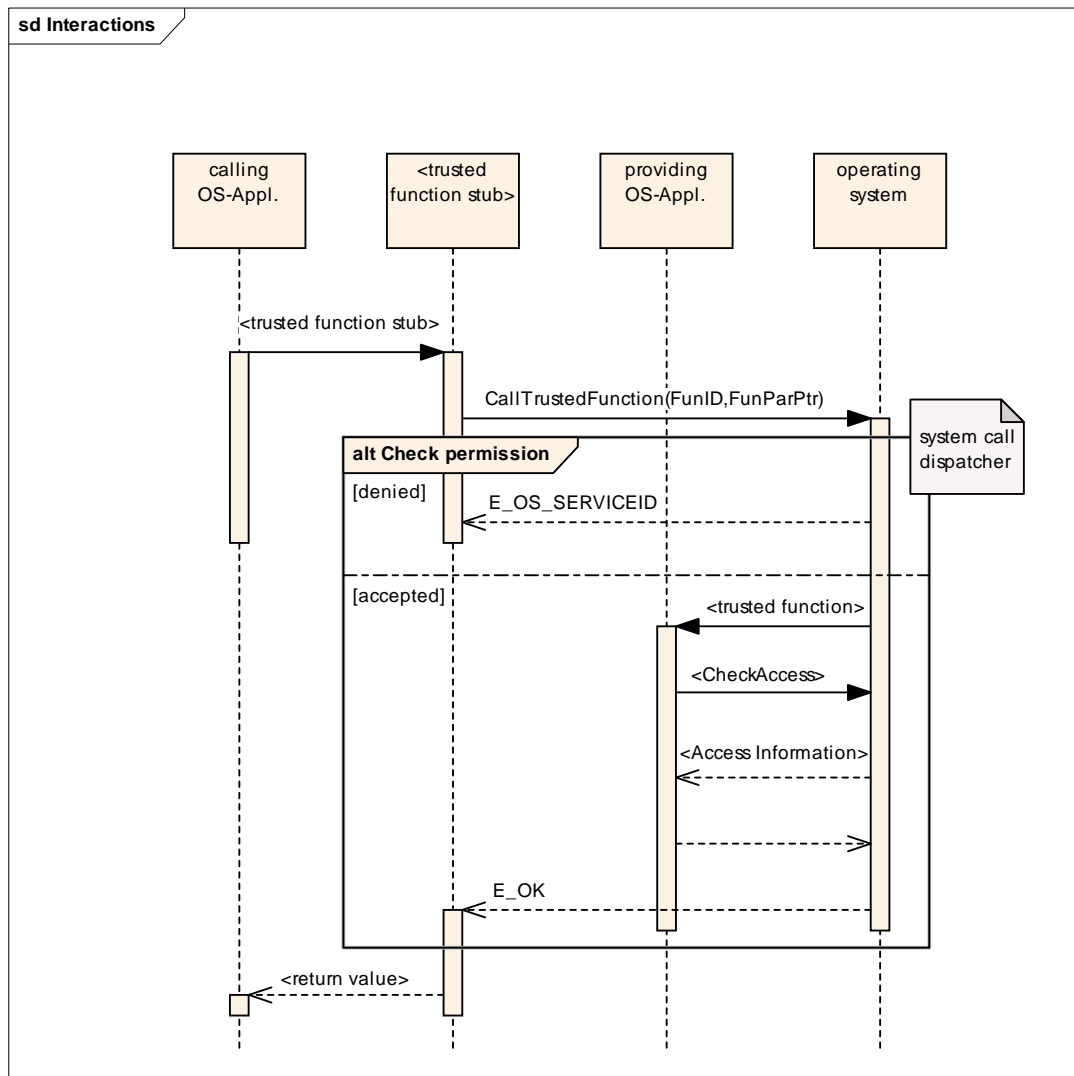 sd Interactions
calling
OS-Appl.
<trusted
function stub>
providing
OS-Appl.
operating
system
<trusted function stub>
CallTrustedFunction(FunID,FunParPtr)
system call
dispatcher
alt Check permission
[denied]
E_OS_SERVICEID
[accepted]
<trusted function>
<CheckAccess>
<Access Information>
E_OK
<return value>